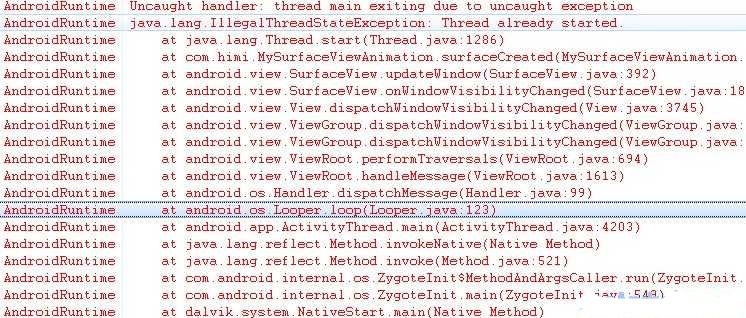 AndroidRuntime Uncaught handler: thread main exiting due to uncaught exception
AndroidRuntime java.lang.IllegalThreadStateException: Thread already started.
AndroidRuntime at java.lang.Thread.start(Thread.java:1286)
AndroidRuntime at com.himi.MySurfaceViewAnimation.surfaceCreated(MySurfaceViewAnimation.
AndroidRuntime at android.view.SurfaceView.updateWindow(SurfaceView.java:392)
AndroidRuntime at android.view.SurfaceView.onWindowVisibilityChanged(SurfaceView.java:18
AndroidRuntime at android.view.View.dispatchWindowVisibilityChanged(View.java:3745)
AndroidRuntime at android.view.ViewGroup.dispatchWindowVisibilityChanged(ViewGroup.java:
AndroidRuntime at android.view.ViewGroup.dispatchWindowVisibilityChanged(ViewGroup.java:
AndroidRuntime at android.view.ViewRoot.performTraversals(ViewRoot.java:694)
AndroidRuntime at android.view.ViewRoot.handleMessage(ViewRoot.java:1613)
AndroidRuntime at android.os.Handler.dispatchMessage(Handler.java:99)
AndroidRuntime at android.os.Looper.loop(Looper.java:123)
AndroidRuntime at android.app.ActivityThread.main(ActivityThread.java:4203)
AndroidRuntime at java.lang.reflect.Method.invokeNative(Native Method)
AndroidRuntime at java.lang.reflect.Method.invoke(Method.java:521)
AndroidRuntime at com.android.internal.os.ZygoteInit$MethodAndArgsCaller.run(ZygoteInit.
AndroidRuntime at com.android.internal.os.ZygoteInit.main(ZygoteInit.java:549)
AndroidRuntime at dalvik.system.NativeStart.main(Native Method)